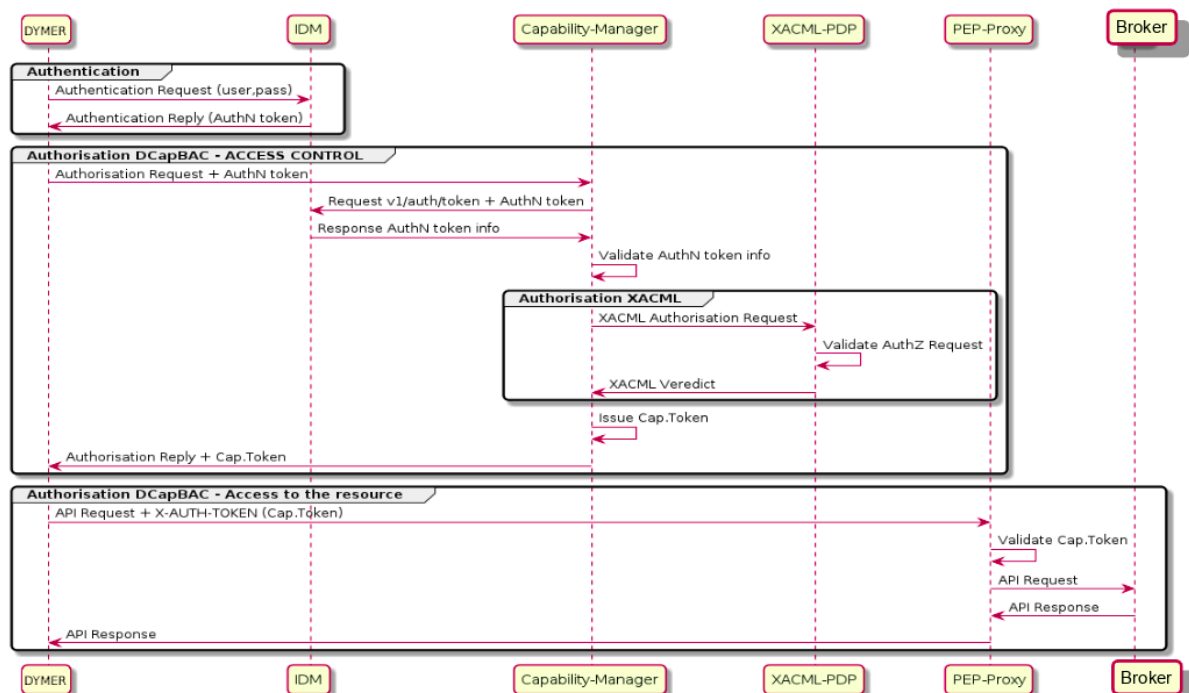 DYMER
IDM
Capability-Manager
XACML-PDP
PEP-Proxy
Broker
Authentication
Authentication Request (user,pass)
Authentication Reply (AuthN token)
Authorisation DCapBAC - ACCESS CONTROL
Authorisation Request + AuthN token
Request v1/auth/token + AuthN token
Response AuthN token info
Validate AuthN token info
Authorisation XACML
XACML Authorisation Request
Validate AuthZ Request
XACML Veredict
Issue Cap.Token
Authorisation Reply + Cap.Token
Authorisation DCapBAC - Access to the resource
API Request + X-AUTH-TOKEN (Cap.Token)
Validate Cap.Token
API Request
API Response
API Response
DYMER
IDM
Capability-Manager
XACML-PDP
PEP-Proxy
Broker